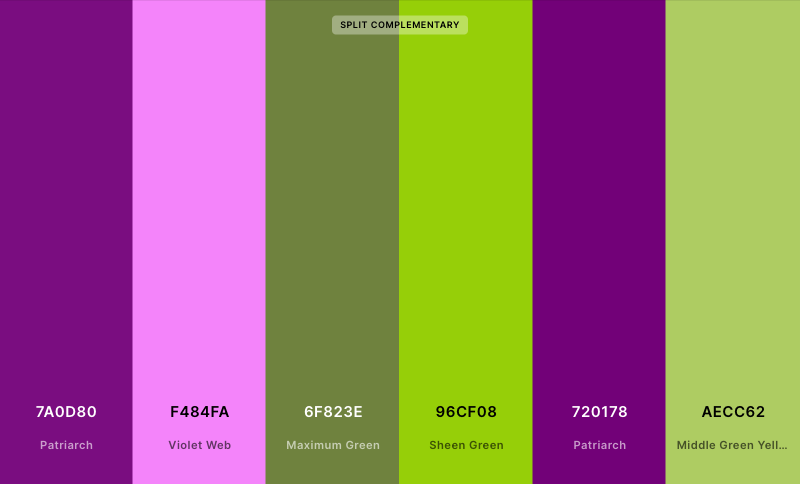 SPLIT COMPLEMENTARY
7A0D80
F484FA
6F823E
96CF08
720178
AECC62
Patriarch
Violet Web
Maximum Green
Sheen Green
Patriarch
Middle Green Yell...